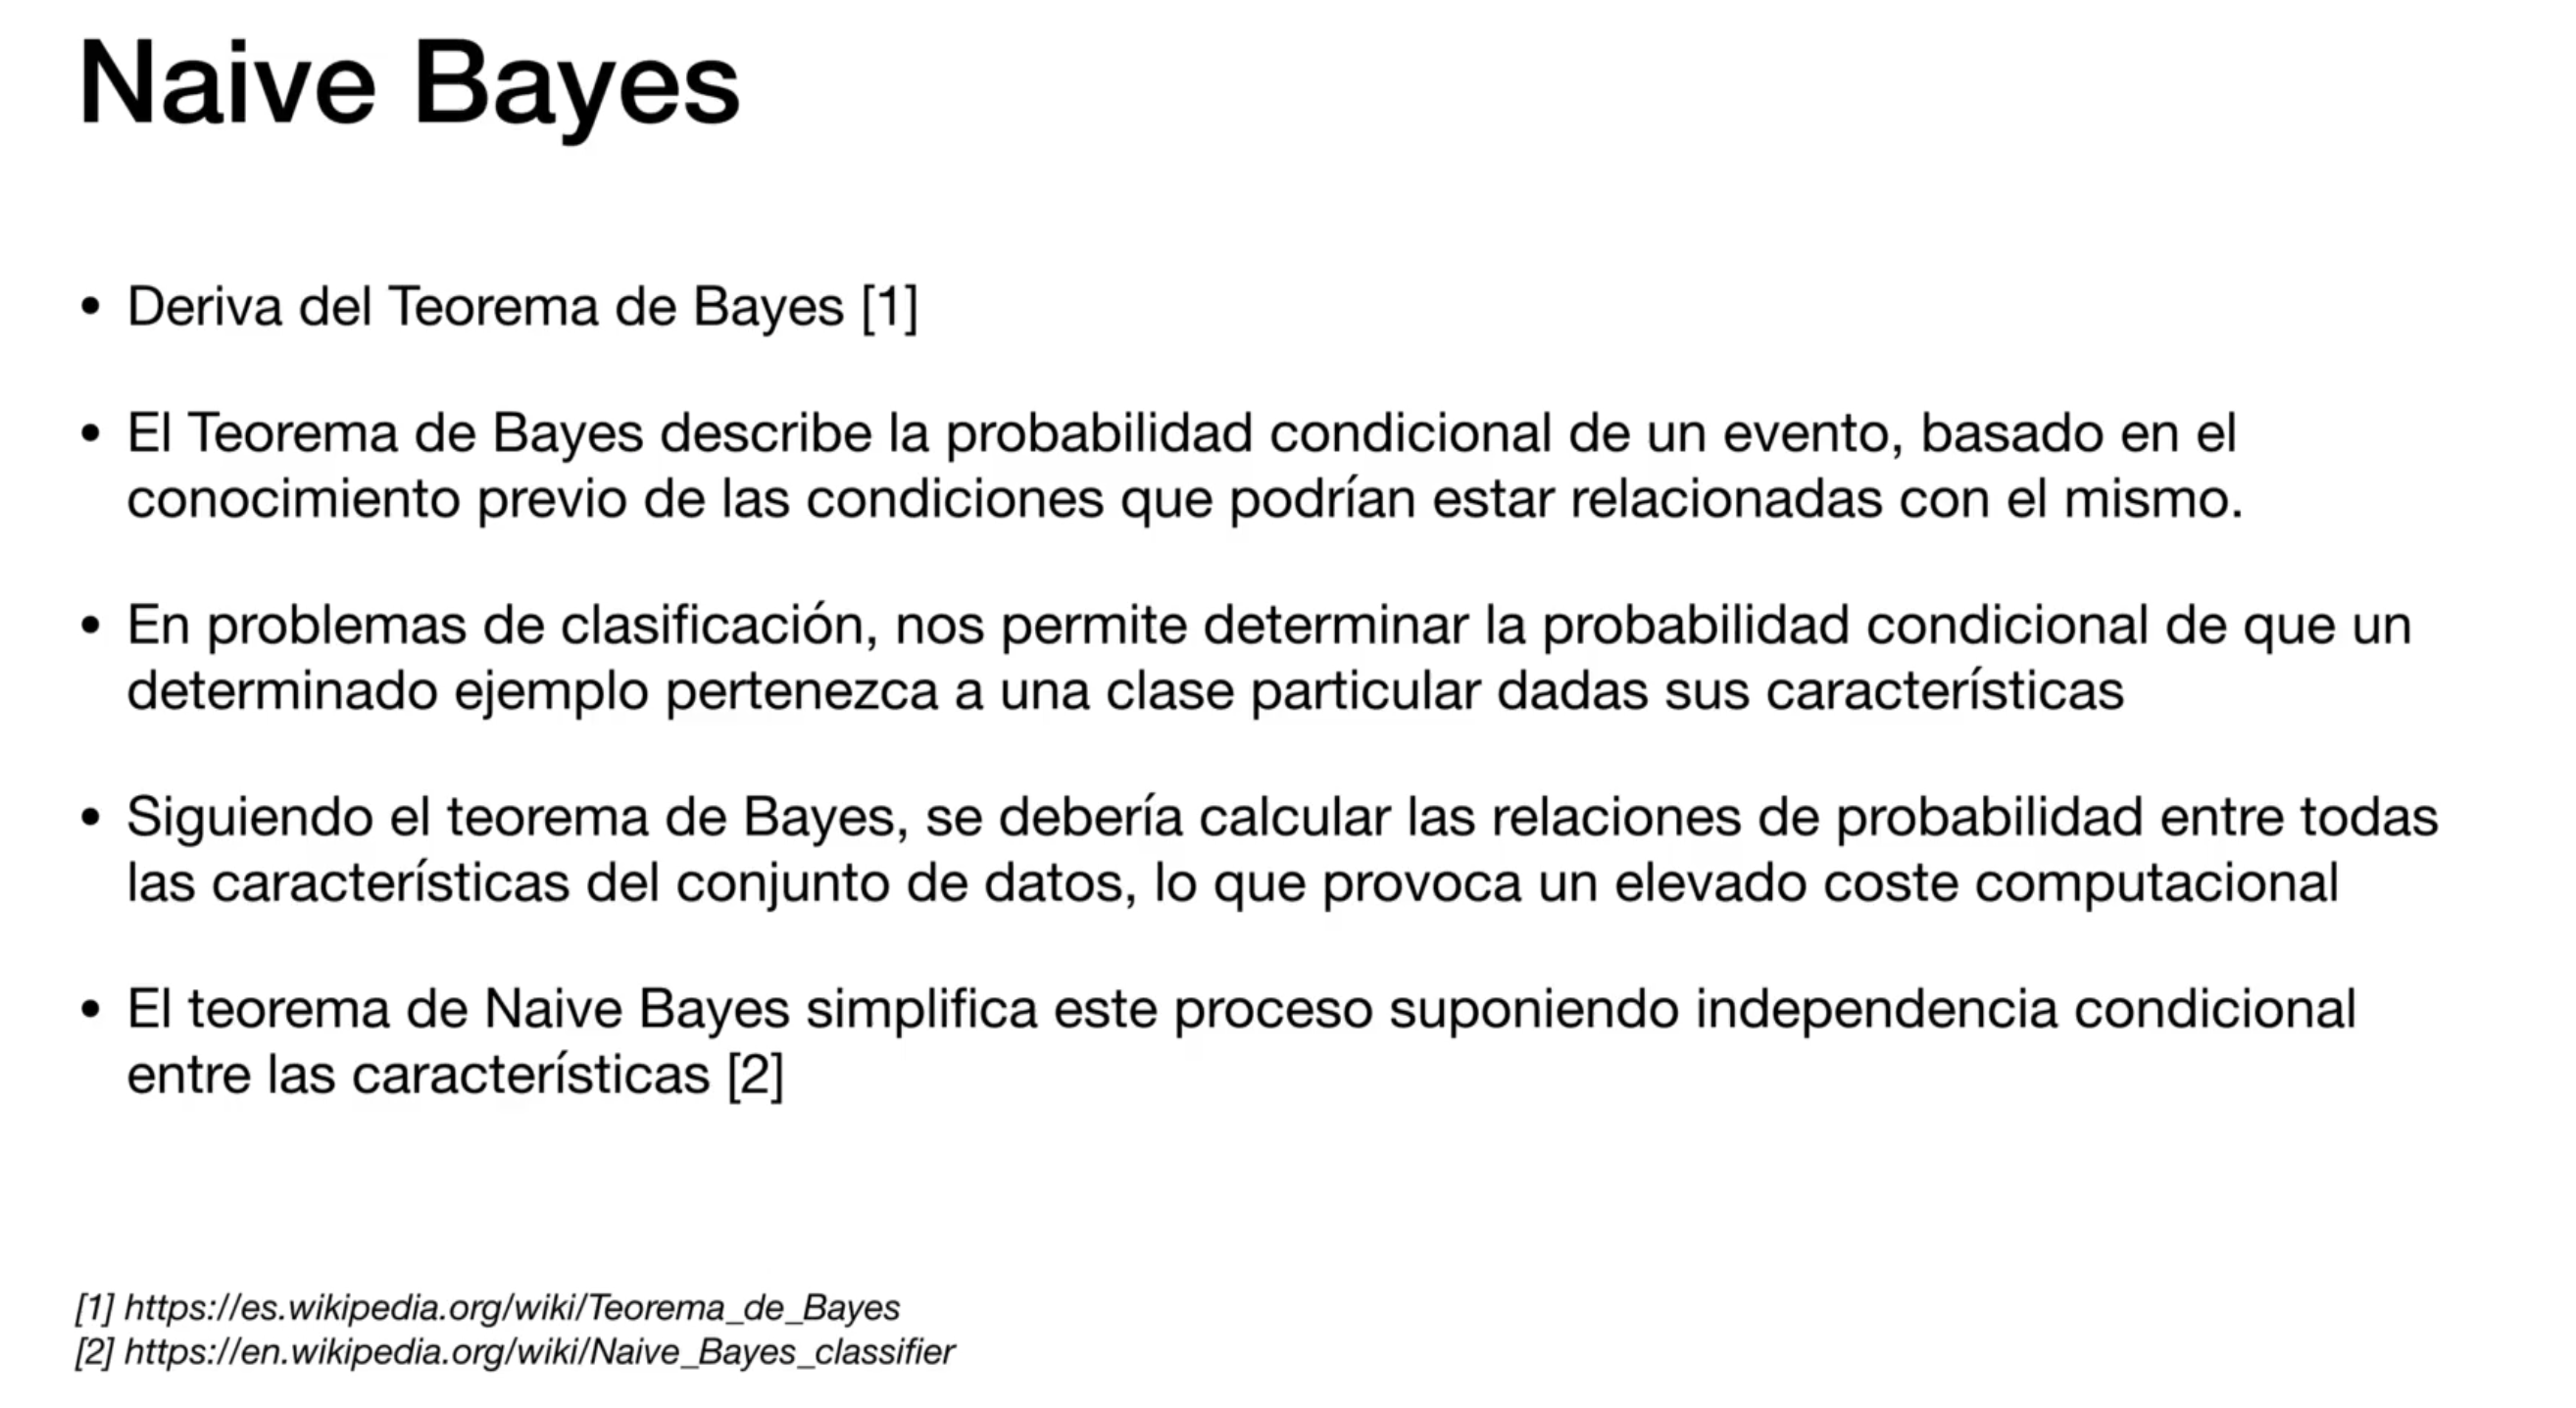 Naive Bayes
• Deriva del Teorema de Bayes [1]
• El Teorema de Bayes describe la probabilidad condicional de un evento, basado en el
conocimiento previo de las condiciones que podrían estar relacionadas con el mismo.
• En problemas de clasificación, nos permite determinar la probabilidad condicional de que un
determinado ejemplo pertenezca a una clase particular dadas sus características
• Siguiendo el teorema de Bayes, se debería calcular las relaciones de probabilidad entre todas
las características del conjunto de datos, lo que provoca un elevado coste computacional
• El teorema de Naive Bayes simplifica este proceso suponiendo independencia condicional
entre las características [2]
[1] https://es.wikipedia.org/wiki/Teorema_de_Bayes
[2] https://en.wikipedia.org/wiki/Naive_Bayes_classifier